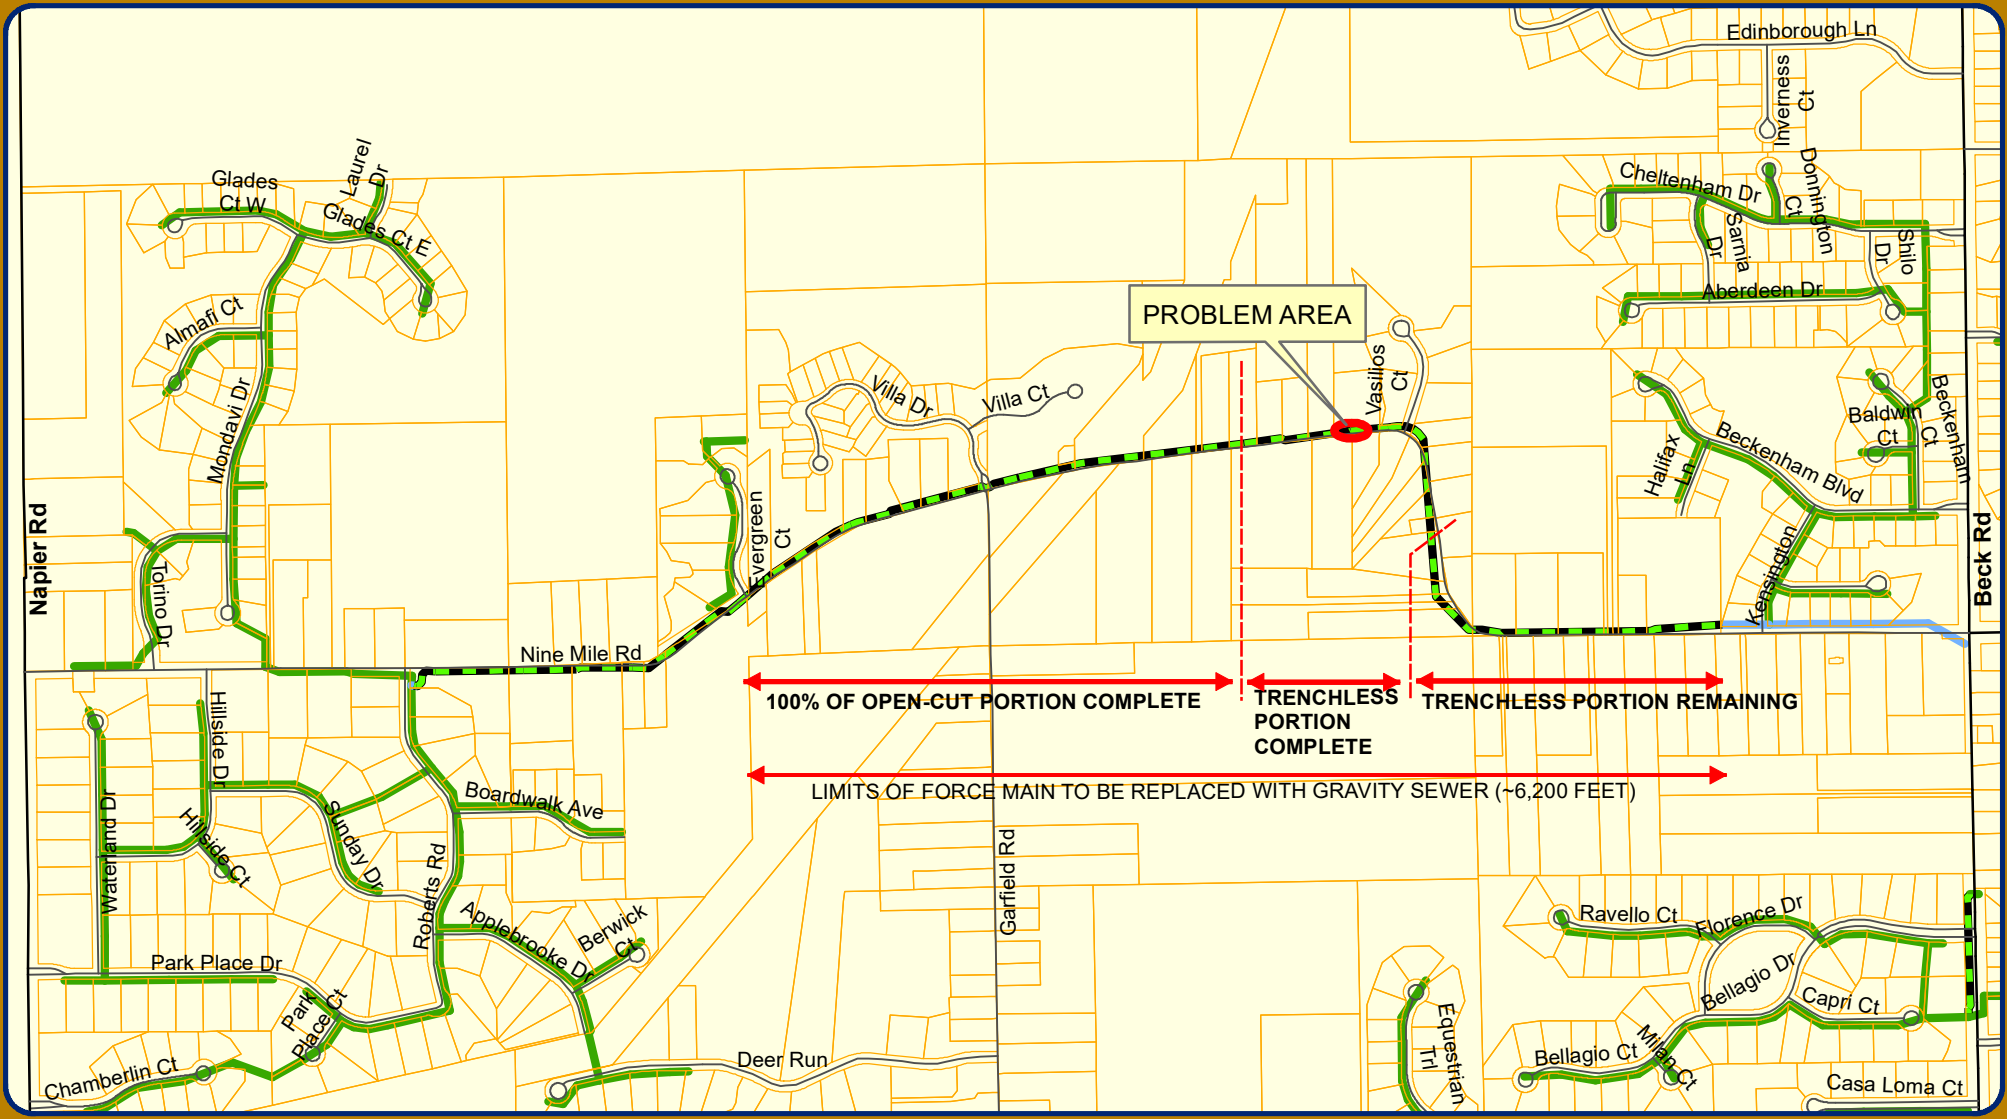 Edinborough Ln
Inverness
Ct
Laurel
Dr
Glades
Ct W
Glades Ct E
Cheltenham Dr
Donnington
Ct
Sarnia
Dr
Shilo
Dr
Aberdeen Dr
Almafi Ct
PROBLEM AREA
Mondavi Dr
Villa Dr
Villa Ct
Vasilios
Ct
Baldwin
Ct
Beckenham
Ct
Halifax
Ln
Beckenham Blvd
Napier Rd
Evergreen
Ct
Torino Dr
Kensington
Beck Rd
Nine Mile Rd
100% OF OPEN-CUT PORTION COMPLETE
TRENCHLESS
PORTION
COMPLETE
TRENCHLESS PORTION REMAINING
LIMITS OF FORCE MAIN TO BE REPLACED WITH GRAVITY SEWER (~6,200 FEET)
Hillside Dr
Boardwalk Ave
Waterland Dr
Hillside Ct
Sunday Dr
Roberts Rd
Garfield Rd
Applebrooke Dr
Berwick
Ct
Ravello Ct
Florence Dr
Park Place Dr
Park
Place Ct
Bellagio Dr
Capri Ct
Equestrian
Trl
Milan Ct
Bellagio Ct
Deer Run
Chamberlin Ct
Casa Loma Ct